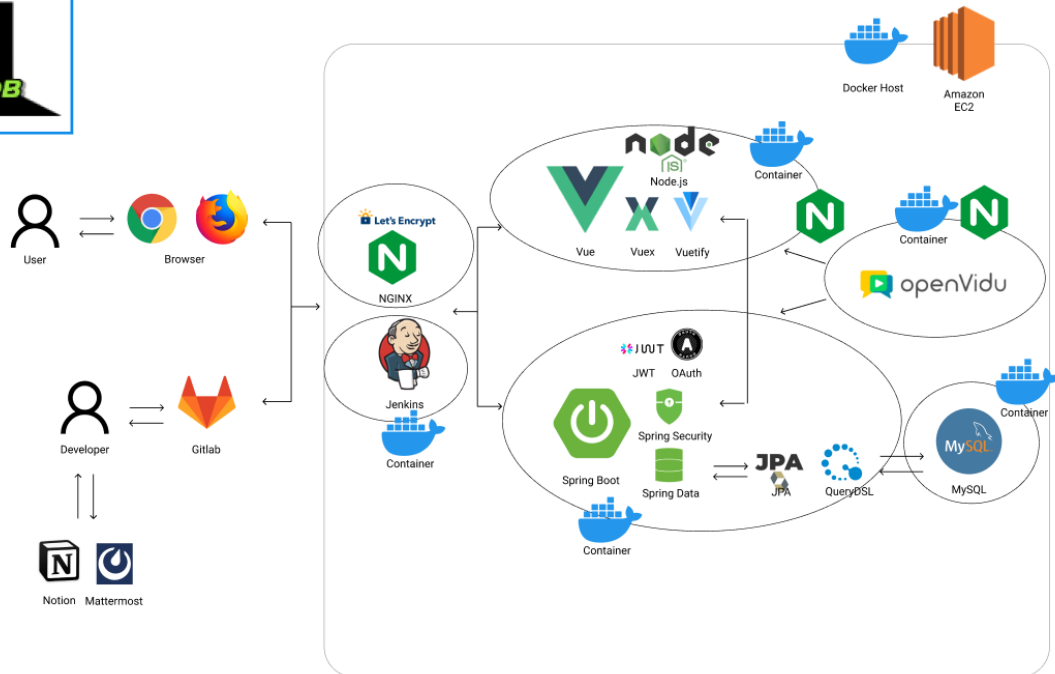 OB
Docker Host
Amazon
EC2
node
JS
Node.js
Container
Vue
Vuex
Vuetify
N
N
Container
openVidu
Let's Encrypt
N
NGINX
User
Browser
Jenkins
Container
JWT
JWT
OAuth
Spring Security
Spring Boot
Spring Data
JPA
JPA
QueryDSL
Container
MySQL
MySQL
Container
Developer
Gitlab
N
Notion
Mattermost